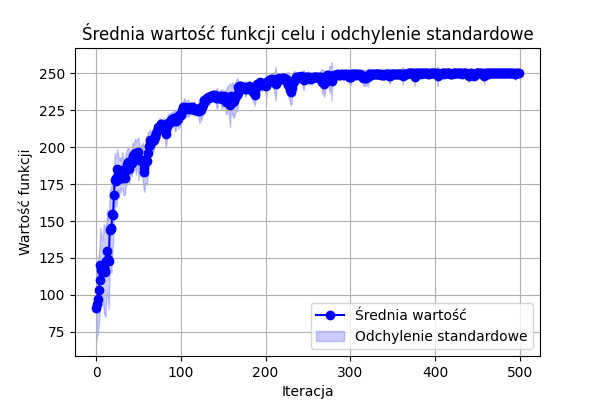 Średnia wartość funkcji celu i odchylenie standardowe
Wartość funkcji
250
225
200
175
150
125
100
75
0 100 200 300 400 500
Iteracja
Średnia wartość
Odchylenie standardowe